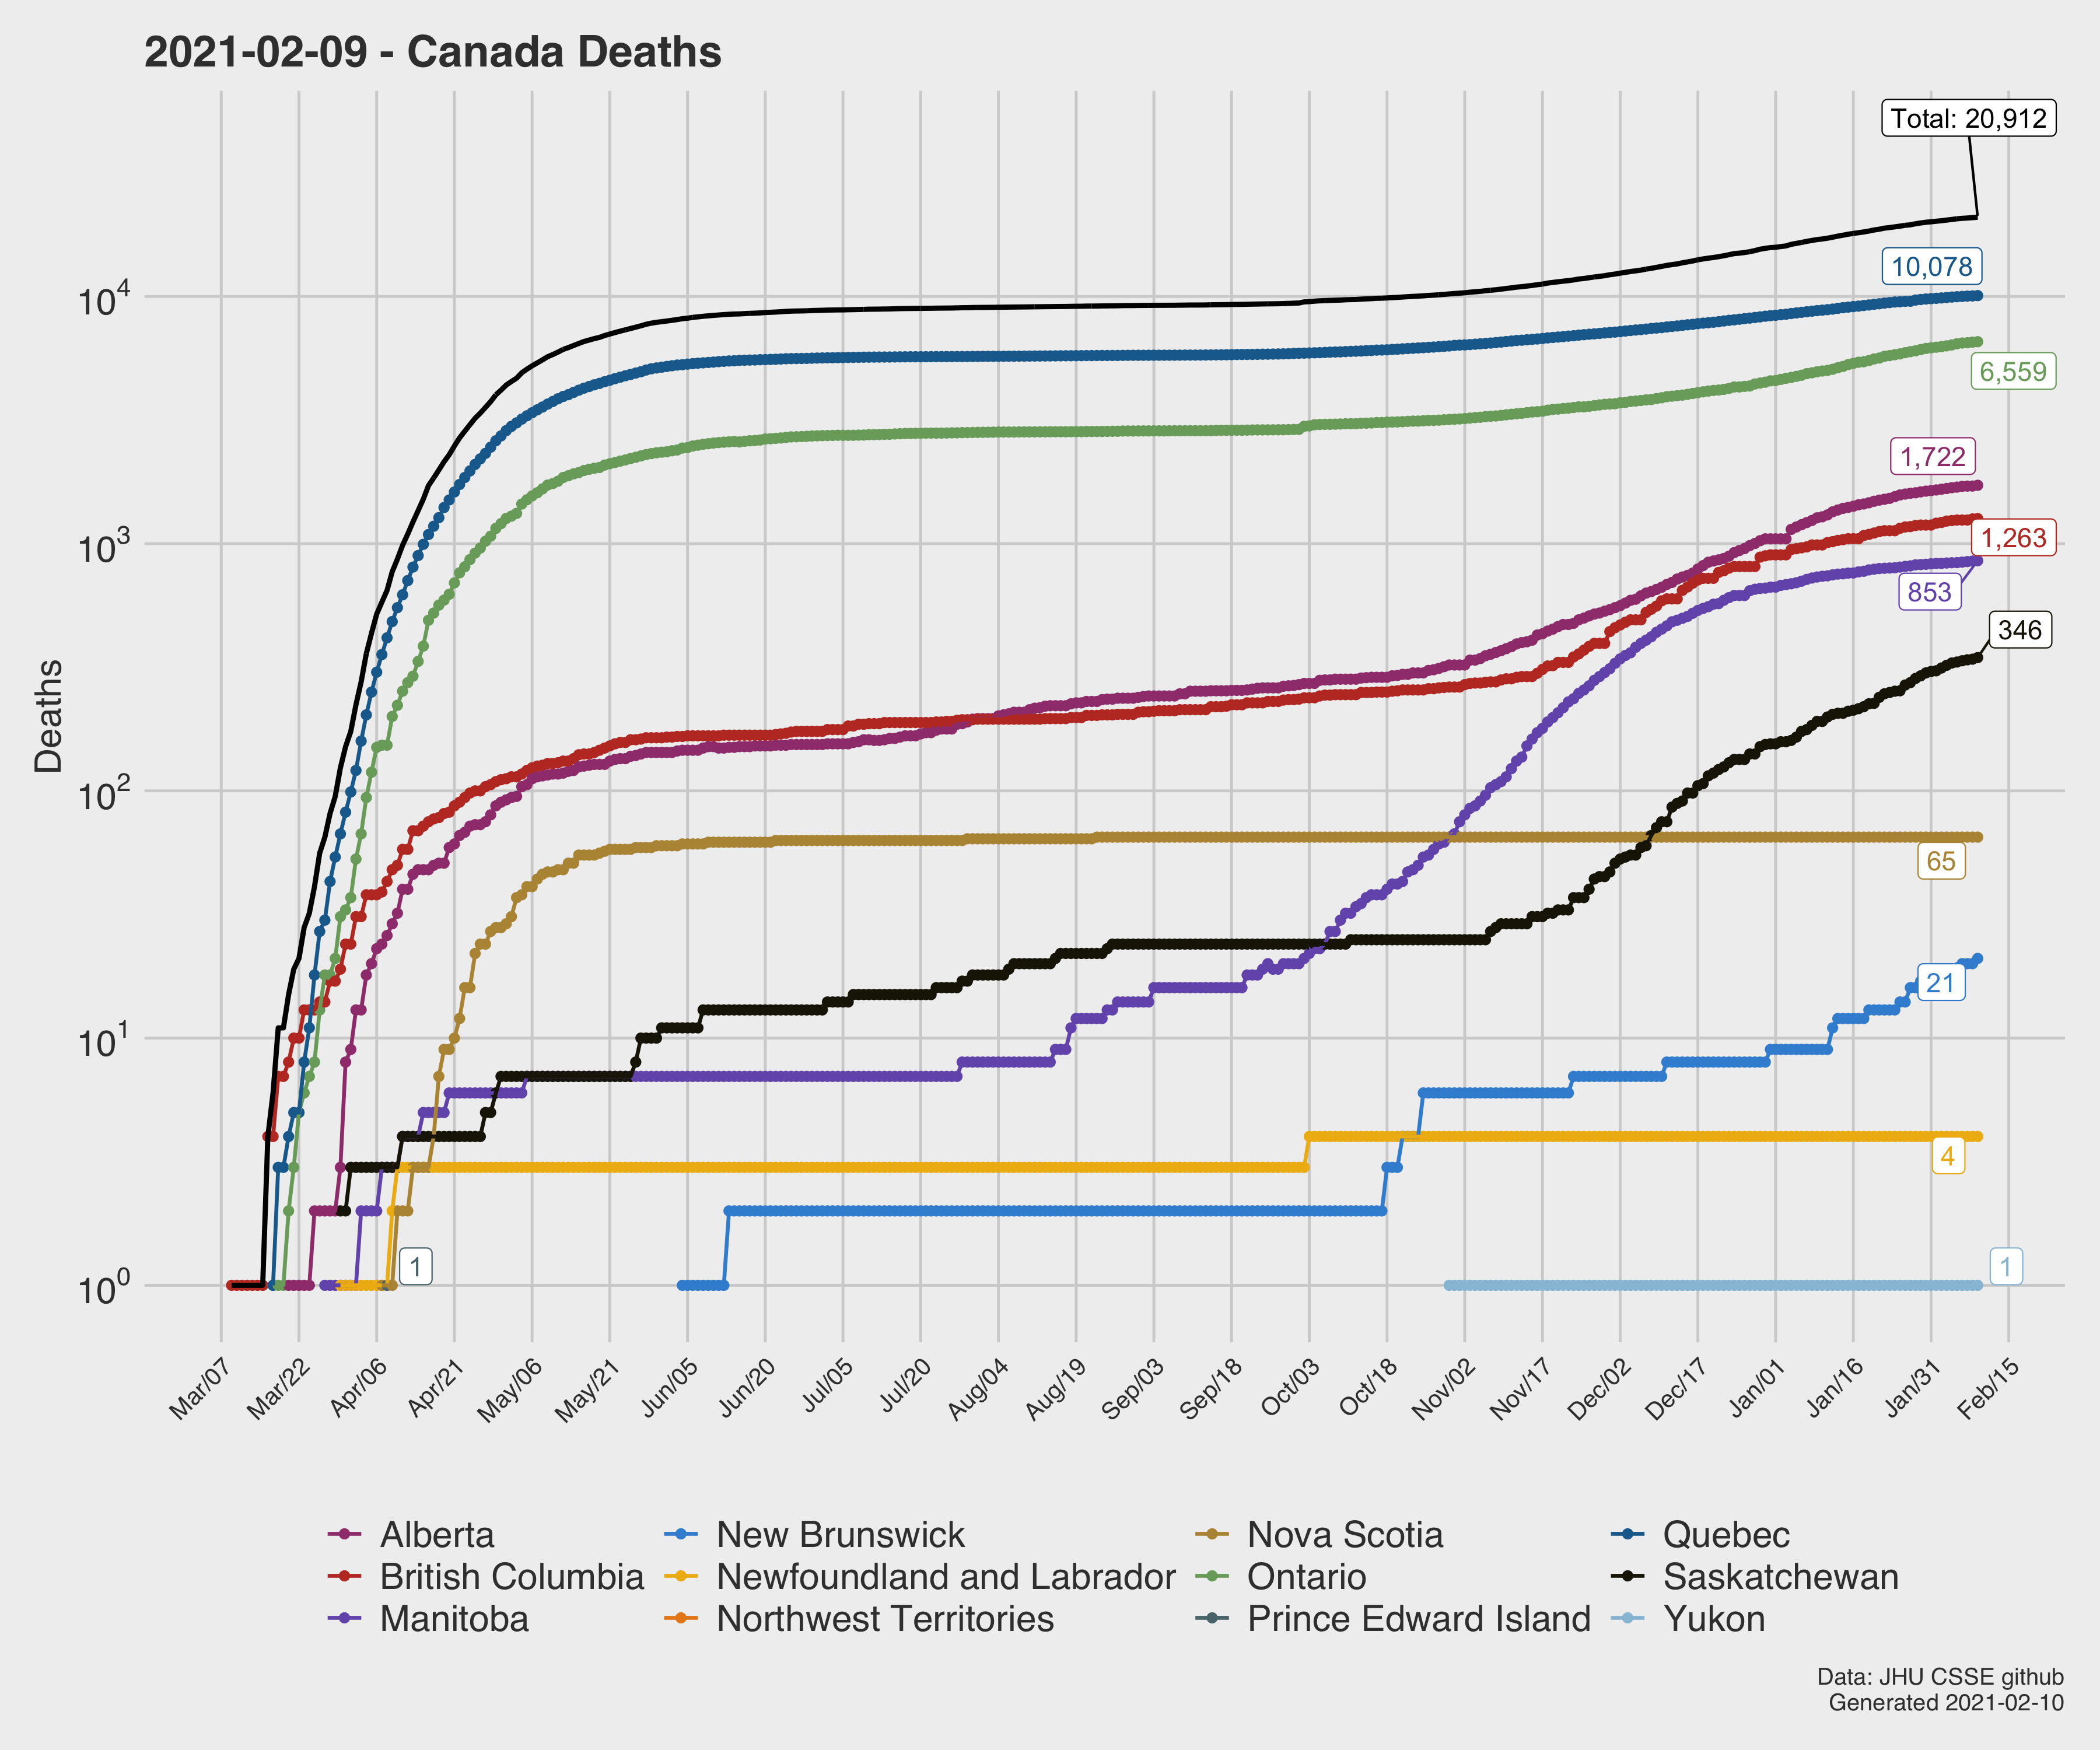 2021-02-09 - Canada Deaths
Total: 20,912
10,078
6,559
1,722
1,263
853
346
65
21
4
1
1
Deaths
10^4
10^3
10^2
10^1
10^0
Mar/07
Mar/22
Apr/06
Apr/21
May/06
May/21
Jun/05
Jun/20
Jul/05
Jul/20
Aug/04
Aug/19
Sep/03
Sep/18
Oct/03
Oct/18
Nov/02
Nov/17
Dec/02
Dec/17
Jan/01
Jan/16
Jan/31
Feb/15
Alberta
New Brunswick
Nova Scotia
Quebec
British Columbia
Newfoundland and Labrador
Ontario
Saskatchewan
Manitoba
Northwest Territories
Prince Edward Island
Yukon
Data: JHU CSSE github
Generated 2021-02-10